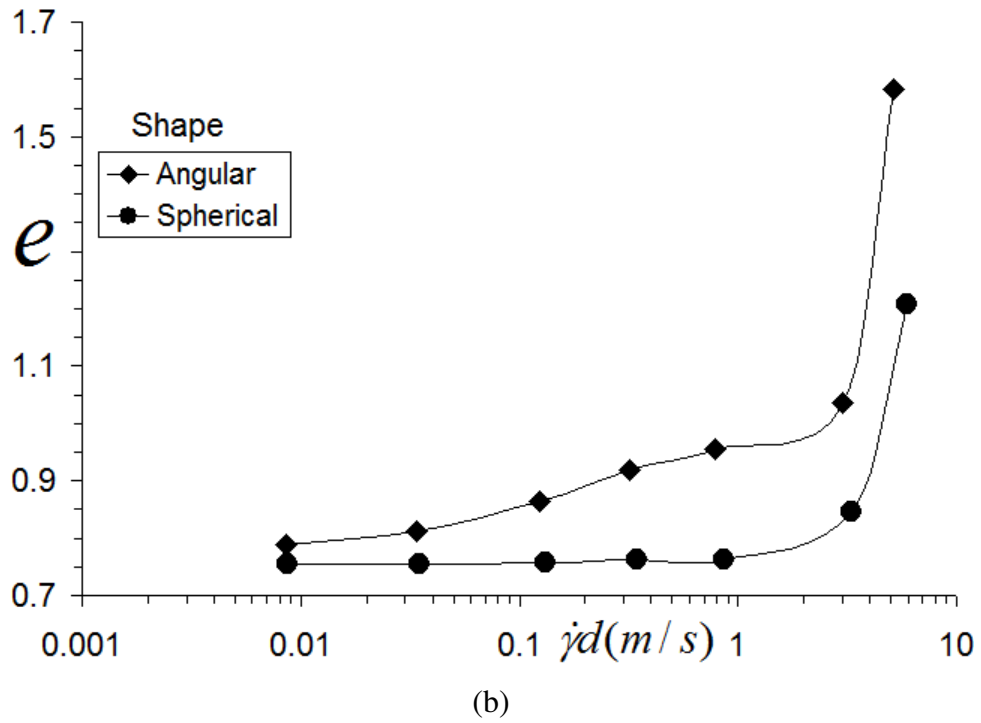 1.7
1.5
Shape
Angular
Spherical
e
1.1
0.9
0.7
0.001 0.01 0.1 γ̇d(m/s) 1 10
(b)